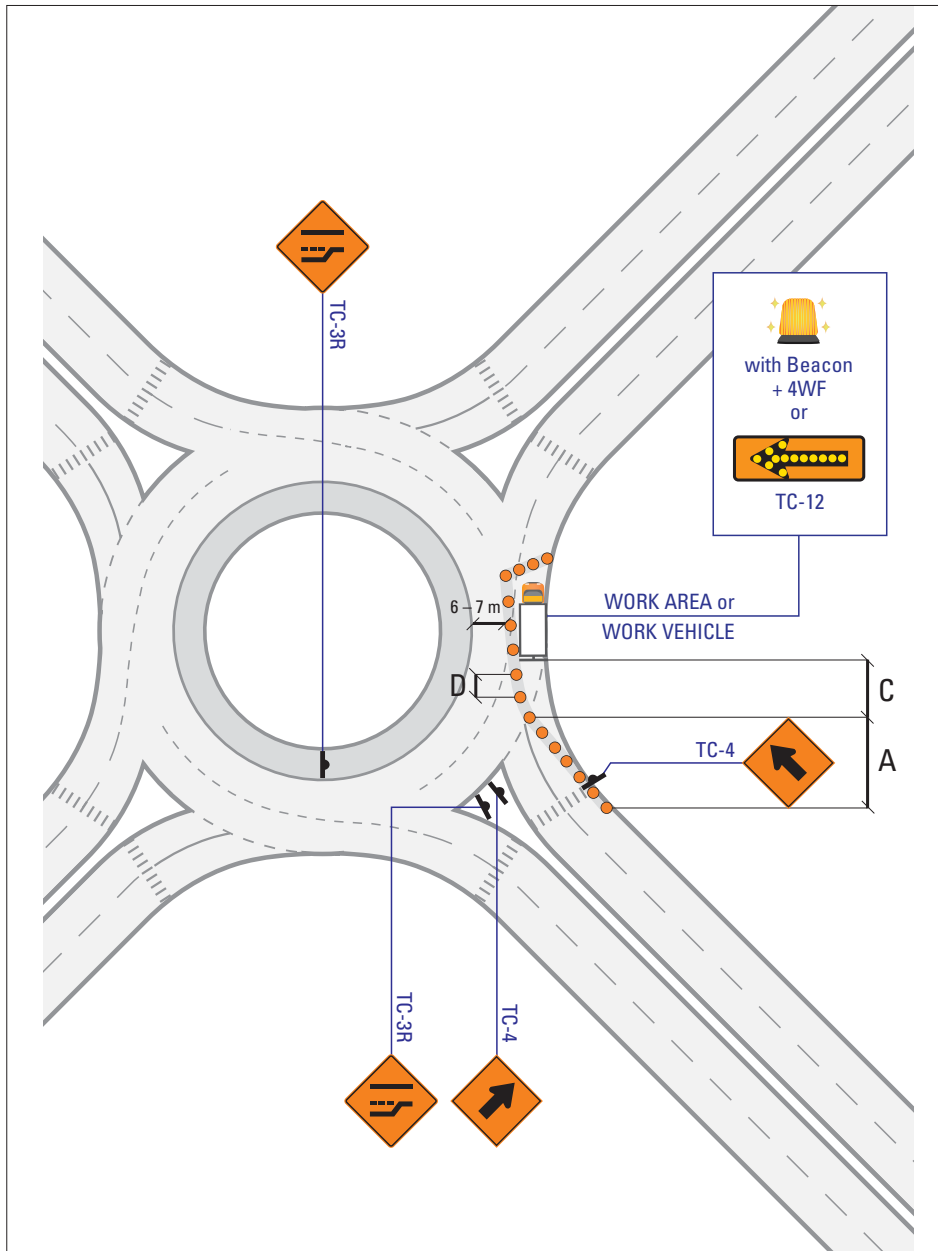 TC-3R
with Beacon
+ 4WF
or
TC-12
6 – 7 m
WORK AREA or
WORK VEHICLE
D
C
TC-4
A
TC-3R
TC-4